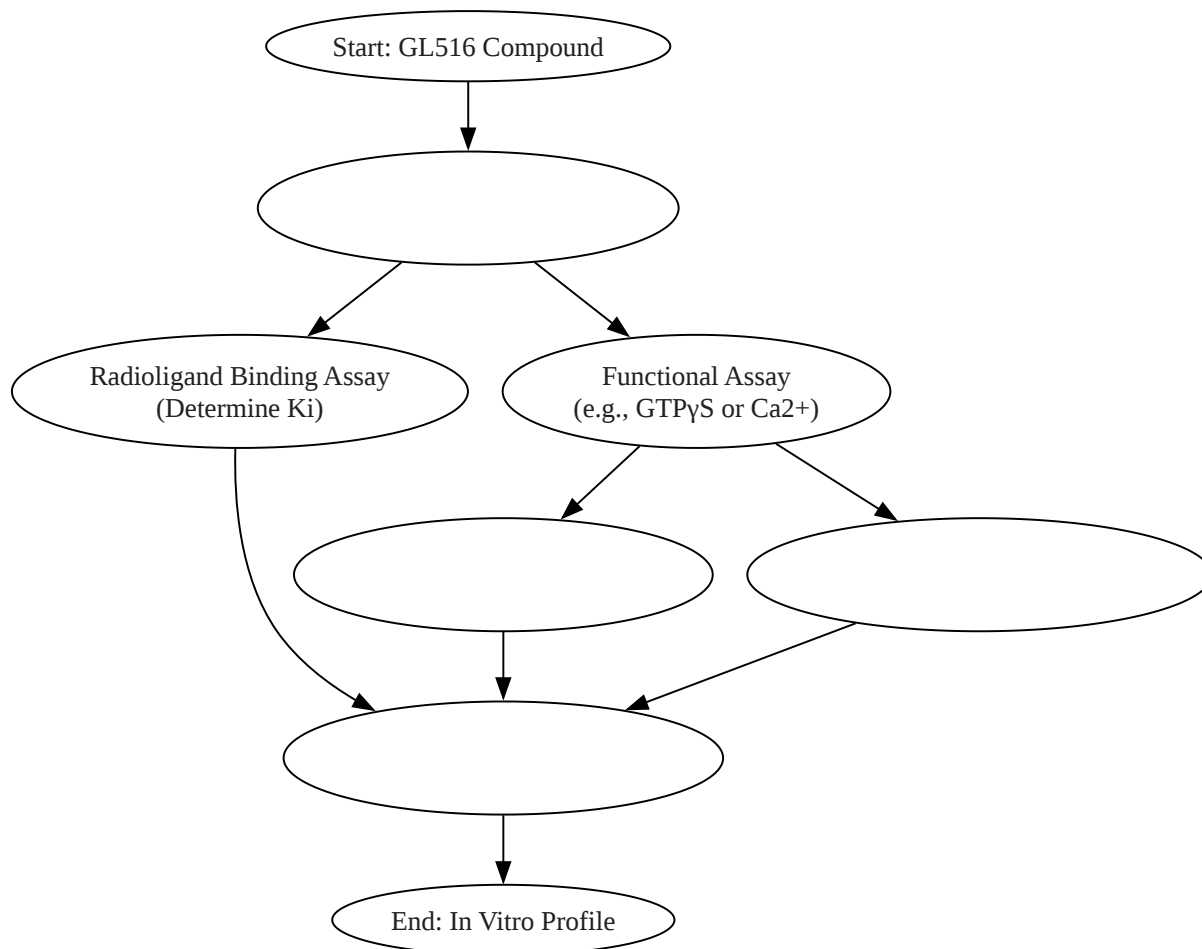 Start: GL516 Compound
Radioligand Binding Assay
(Determine Ki)
Functional Assay
(e.g., GTPγS or Ca2+)
End: In Vitro Profile